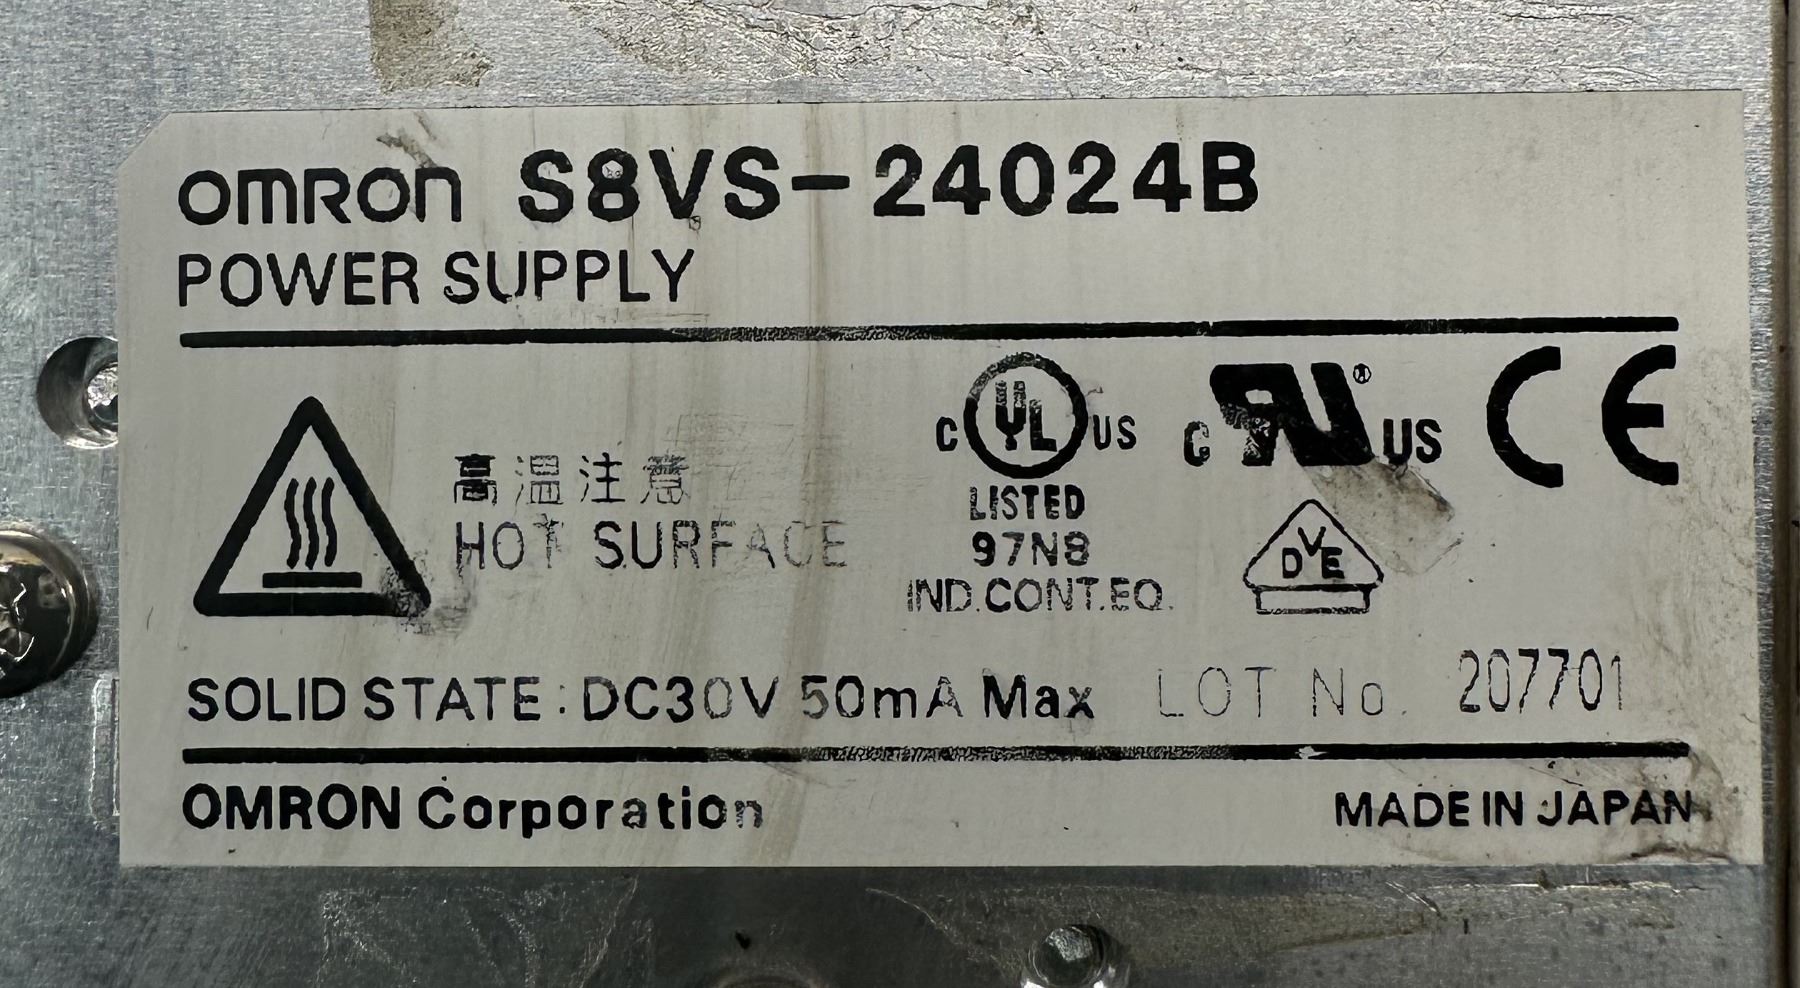 OMRON S8VS-24024B
POWER SUPPLY
高温注意
HOT SURFACE
C UL US
LISTED
97N8
IND.CONT.EQ.
C RU® US
CE
DVE
SOLID STATE : DC30V 50mA Max LOT No. 207701
OMRON Corporation MADE IN JAPAN